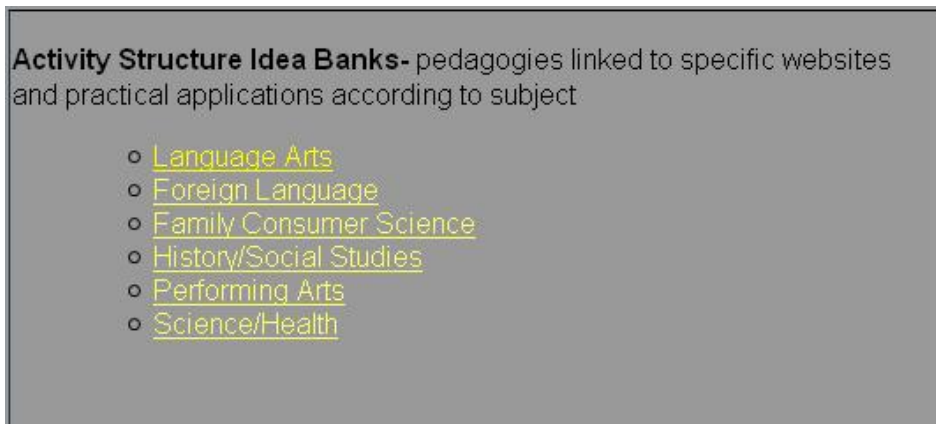 Activity Structure Idea Banks- pedagogies linked to specific websites
and practical applications according to subject
Language Arts
Foreign Language
Family Consumer Science
History/Social Studies
Performing Arts
Science/Health